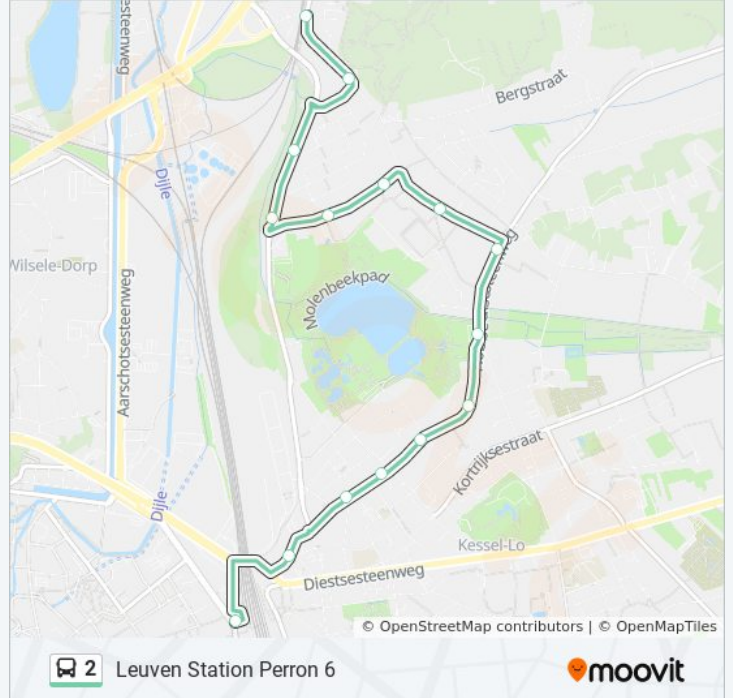 esteenweg
Bergstraat
Dijle
Wilsele-Dorp
Aarschotsesteenweg
Molenbeekpad
Kortrijksestraat
Dijle
Kessel-Lo
Diestsesteenweg
© OpenStreetMap contributors | © OpenMapTiles
2 Leuven Station Perron 6
moovit